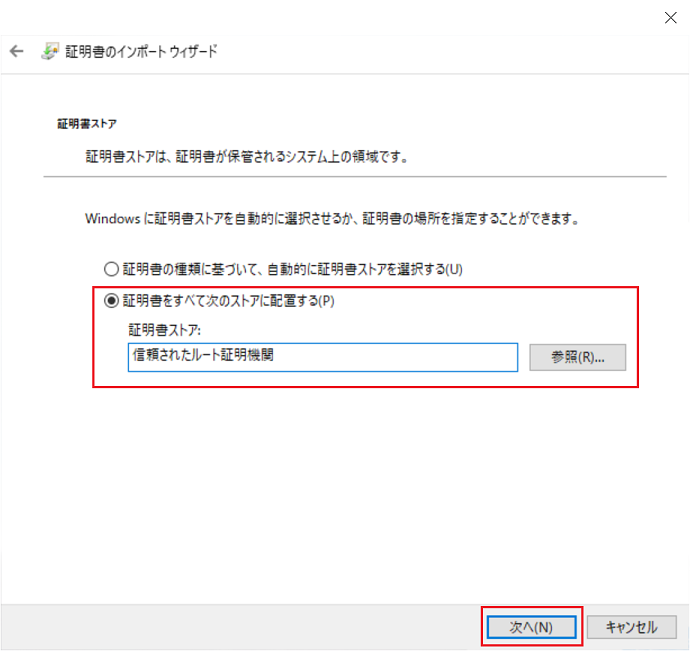 証明書のインポート ウィザード
証明書ストア
証明書ストアは、証明書が保管されるシステム上の領域です。
Windows に証明書ストアを自動的に選択させるか、証明書の場所を指定することができます。
証明書の種類に基づいて、自動的に証明書ストアを選択する(U)
証明書をすべて次のストアに配置する(P)
証明書ストア:
信頼されたルート証明機関
参照(R)...
次へ(N)
キャンセル